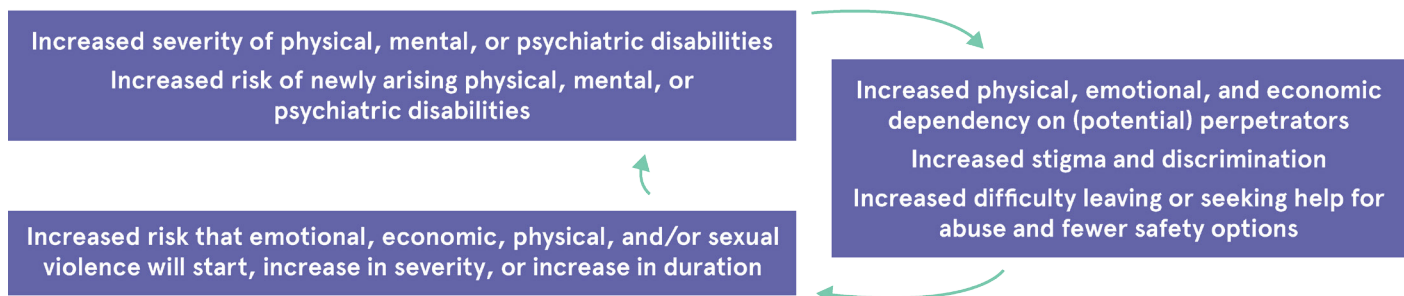 Increased severity of physical, mental, or psychiatric disabilities
Increased risk of newly arising physical, mental, or
psychiatric disabilities
Increased physical, emotional, and economic
dependency on (potential) perpetrators
Increased stigma and discrimination
Increased difficulty leaving or seeking help for
abuse and fewer safety options
Increased risk that emotional, economic, physical, and/or sexual
violence will start, increase in severity, or increase in duration